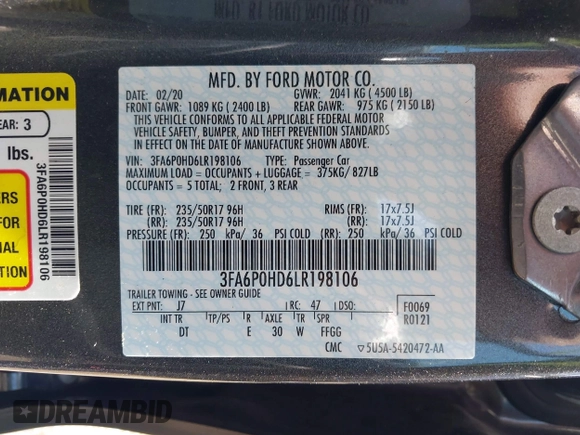 MFD. BY FORD MOTOR CO.
02/20 GVWR: 2041 KG (4500 LB)
FRONT GAWR: 1089 KG (2400 LB) REAR GAWR: 975 KG (2150 LB)
THIS VEHICLE CONFORMS TO ALL APPLICABLE FEDERAL MOTOR
VEHICLE SAFETY, BUMPER, AND THEFT PREVENTION STANDARDS
IN EFFECT ON THE DATE OF MANUFACTURE SHOWN ABOVE.
VIN: 3FA6P0HD6LR198106 TYPE: Passenger Car
MAXIMUM LOAD = OCCUPANTS + LUGGAGE = 375KG/ 827LB
OCCUPANTS = 5 TOTAL; 2 FRONT, 3 REAR
TIRE (FR): 235/50R17 96H RIMS (FR): 17x7.5J
(RR): 235/50R17 96H (RR): 17x7.5J
PRESSURE (FR): 250 kPa/ 36 PSI COLD (RR): 250 kPa/ 36 PSI COLD
3FA6P0HD6LR198106
TRAILER TOWING - SEE OWNER GUIDE
EXT PNT: J7 RC: 47 DSO: F0069
INT TR TP/PS R AXLE TR SPR R0121
DT E 30 W FFGG
CMC ▽5U5A-5420472-AA
MATION
EAR: 3
lbs.
ERS
FOR
NAL
ION
3FA6P0HD6LR198106
DREAMBID